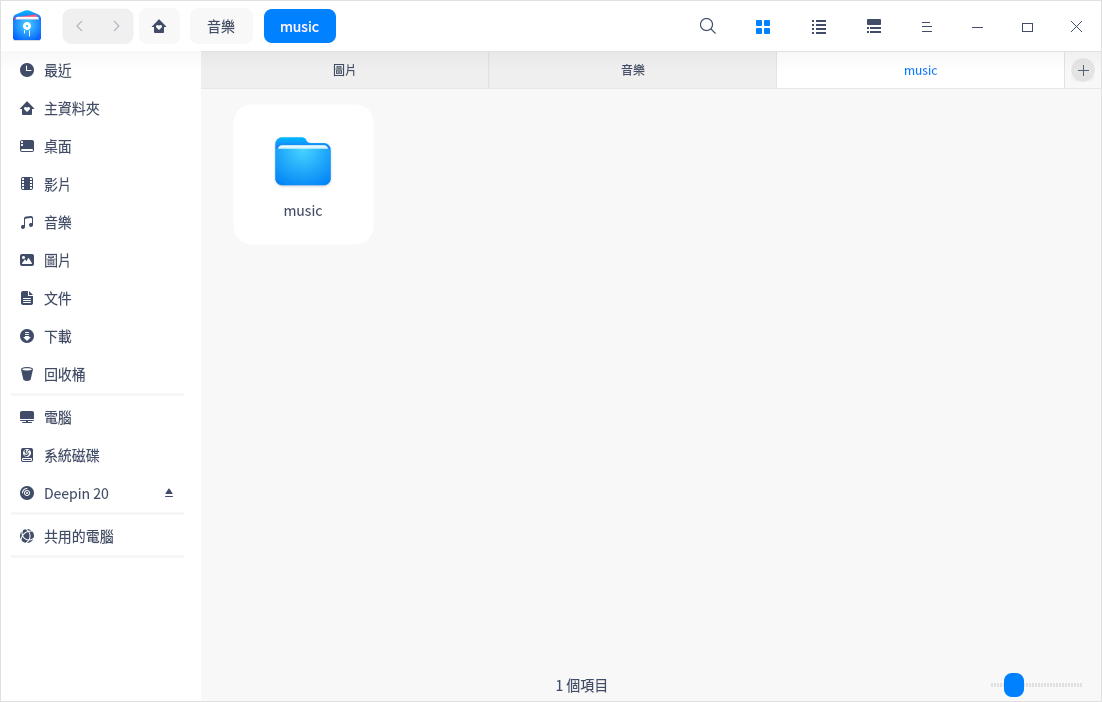 音樂
music
最近
主資料夾
桌面
影片
音樂
圖片
文件
下載
回收桶
電腦
系統磁碟
Deepin 20
共用的電腦
圖片
音樂
music
music
1 個項目